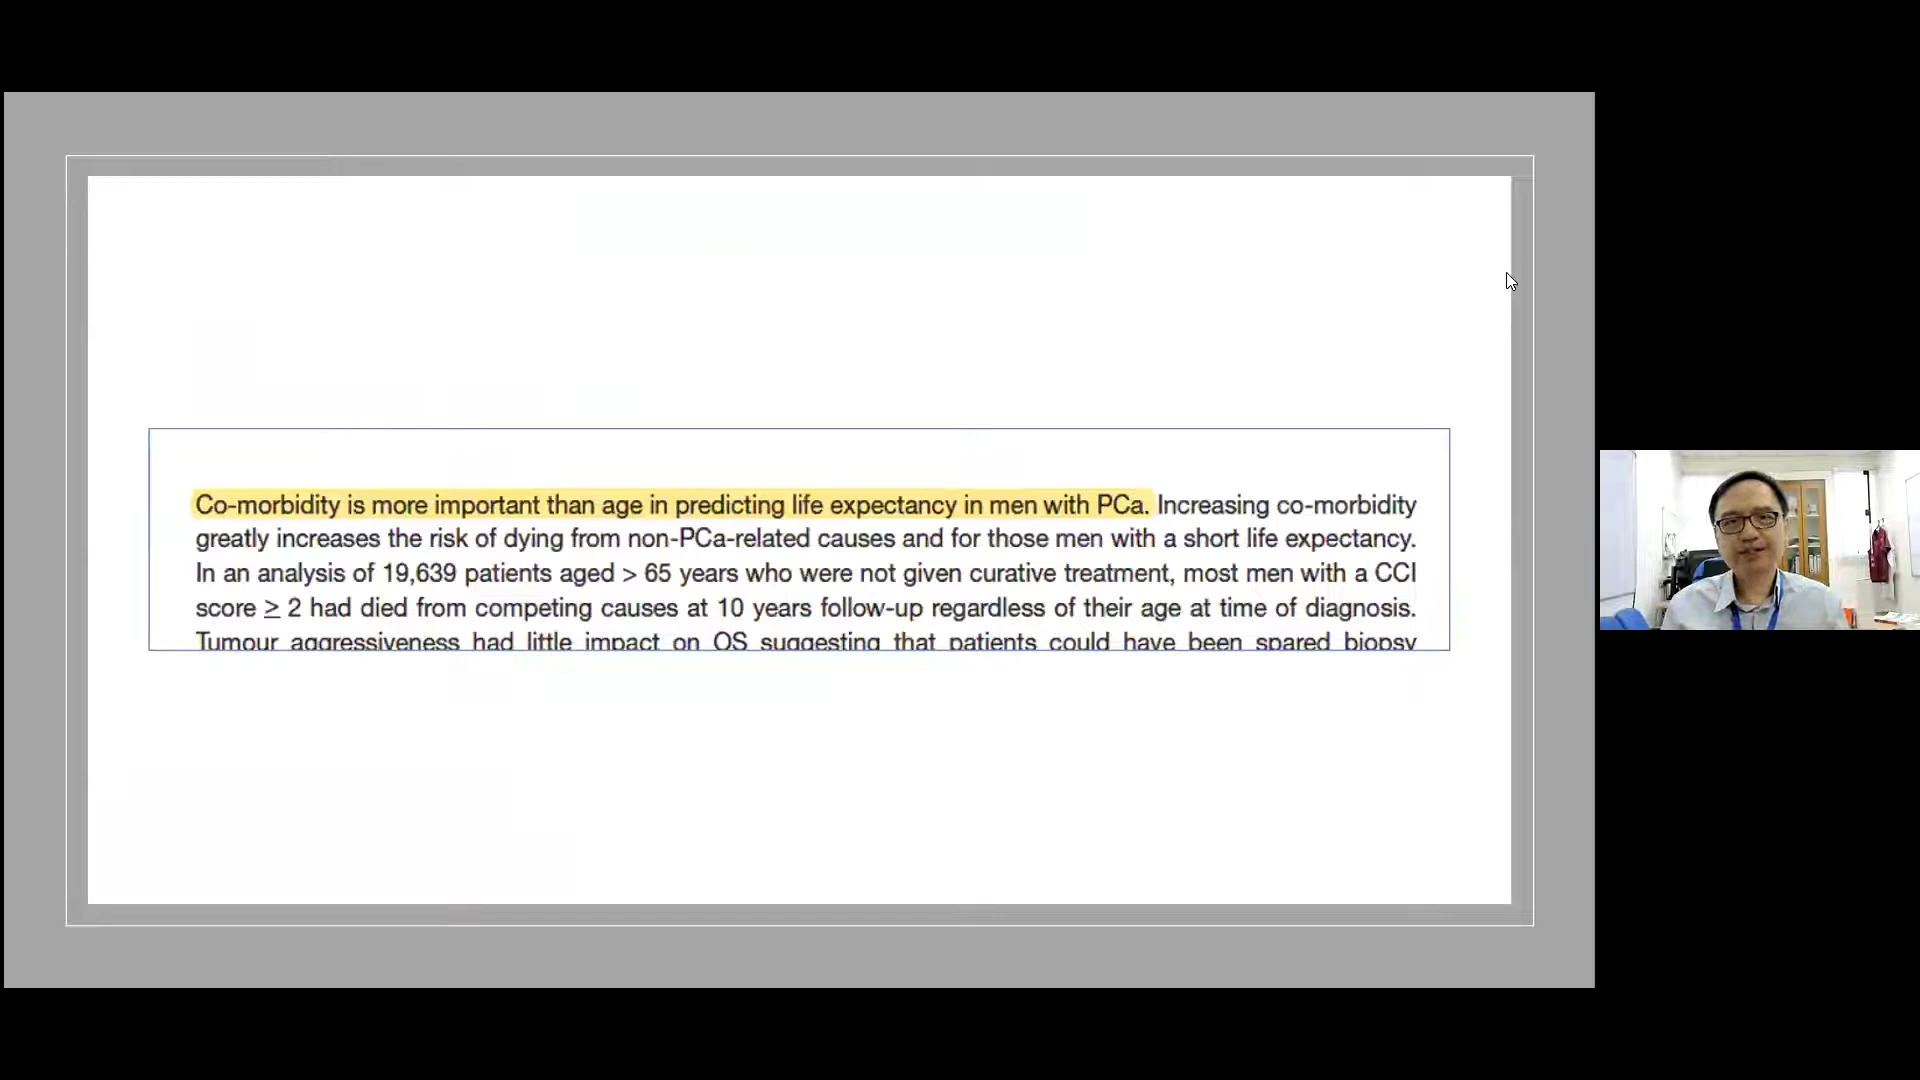 Co-morbidity is more important than age in predicting life expectancy in men with PCa. Increasing co-morbidity
greatly increases the risk of dying from non-PCa-related causes and for those men with a short life expectancy.
In an analysis of 19,639 patients aged > 65 years who were not given curative treatment, most men with a CCI
score ≥ 2 had died from competing causes at 10 years follow-up regardless of their age at time of diagnosis.
Tumour aggressiveness had little impact on OS suggesting that patients could have been spared biopsy